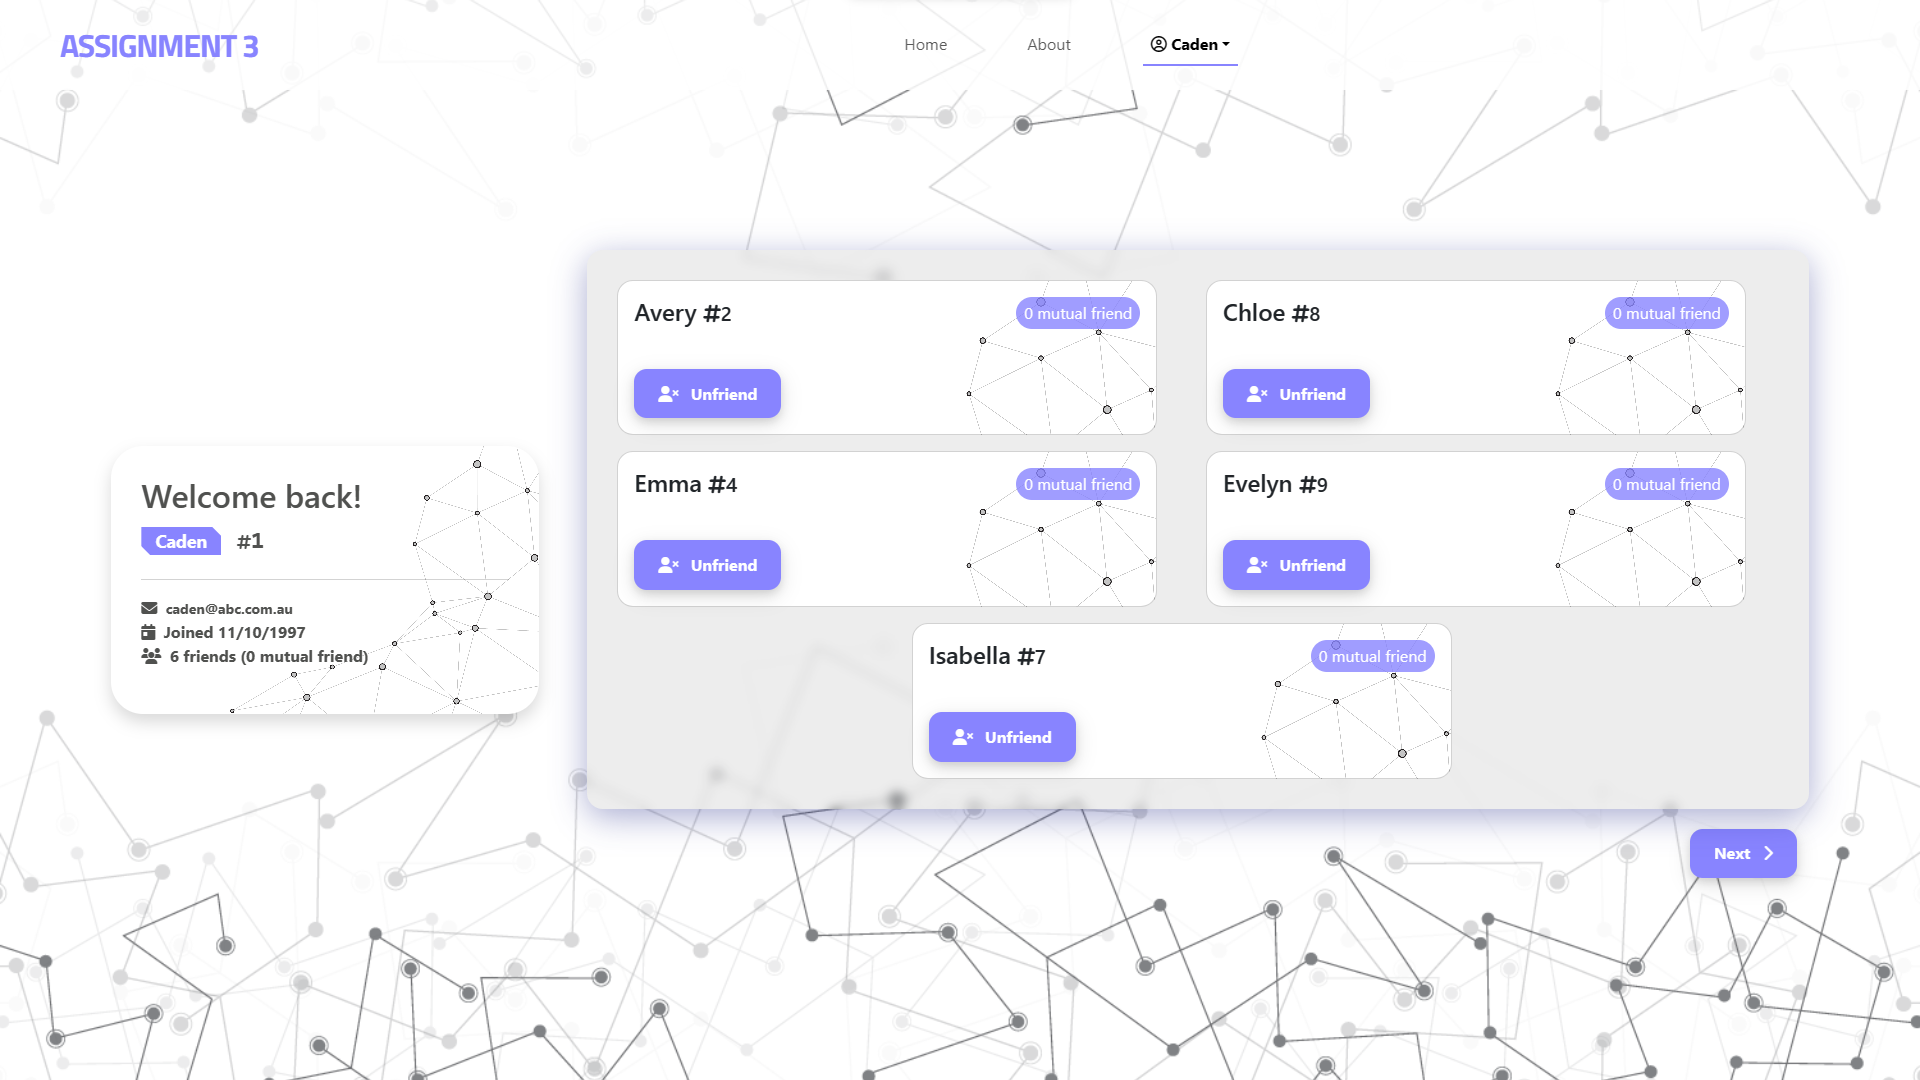 ASSIGNMENT 3
Home
About
Caden
Welcome back!
Caden #1
caden@abc.com.au
Joined 11/10/1997
6 friends (0 mutual friend)
Avery #2
0 mutual friend
Unfriend
Chloe #8
0 mutual friend
Unfriend
Emma #4
0 mutual friend
Unfriend
Evelyn #9
0 mutual friend
Unfriend
Isabella #7
0 mutual friend
Unfriend
Next